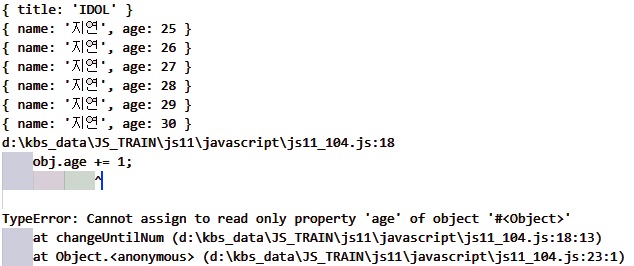 { title: 'IDOL' }
{ name: '지연', age: 25 }
{ name: '지연', age: 26 }
{ name: '지연', age: 27 }
{ name: '지연', age: 28 }
{ name: '지연', age: 29 }
{ name: '지연', age: 30 }
d:\kbs_data\JS_TRAIN\js11\javascript\js11_104.js:18
    obj.age += 1;
            ^
TypeError: Cannot assign to read only property 'age' of object '#<Object>'
    at changeUntilNum (d:\kbs_data\JS_TRAIN\js11\javascript\js11_104.js:18:13)
    at Object.<anonymous> (d:\kbs_data\JS_TRAIN\js11\javascript\js11_104.js:23:1)